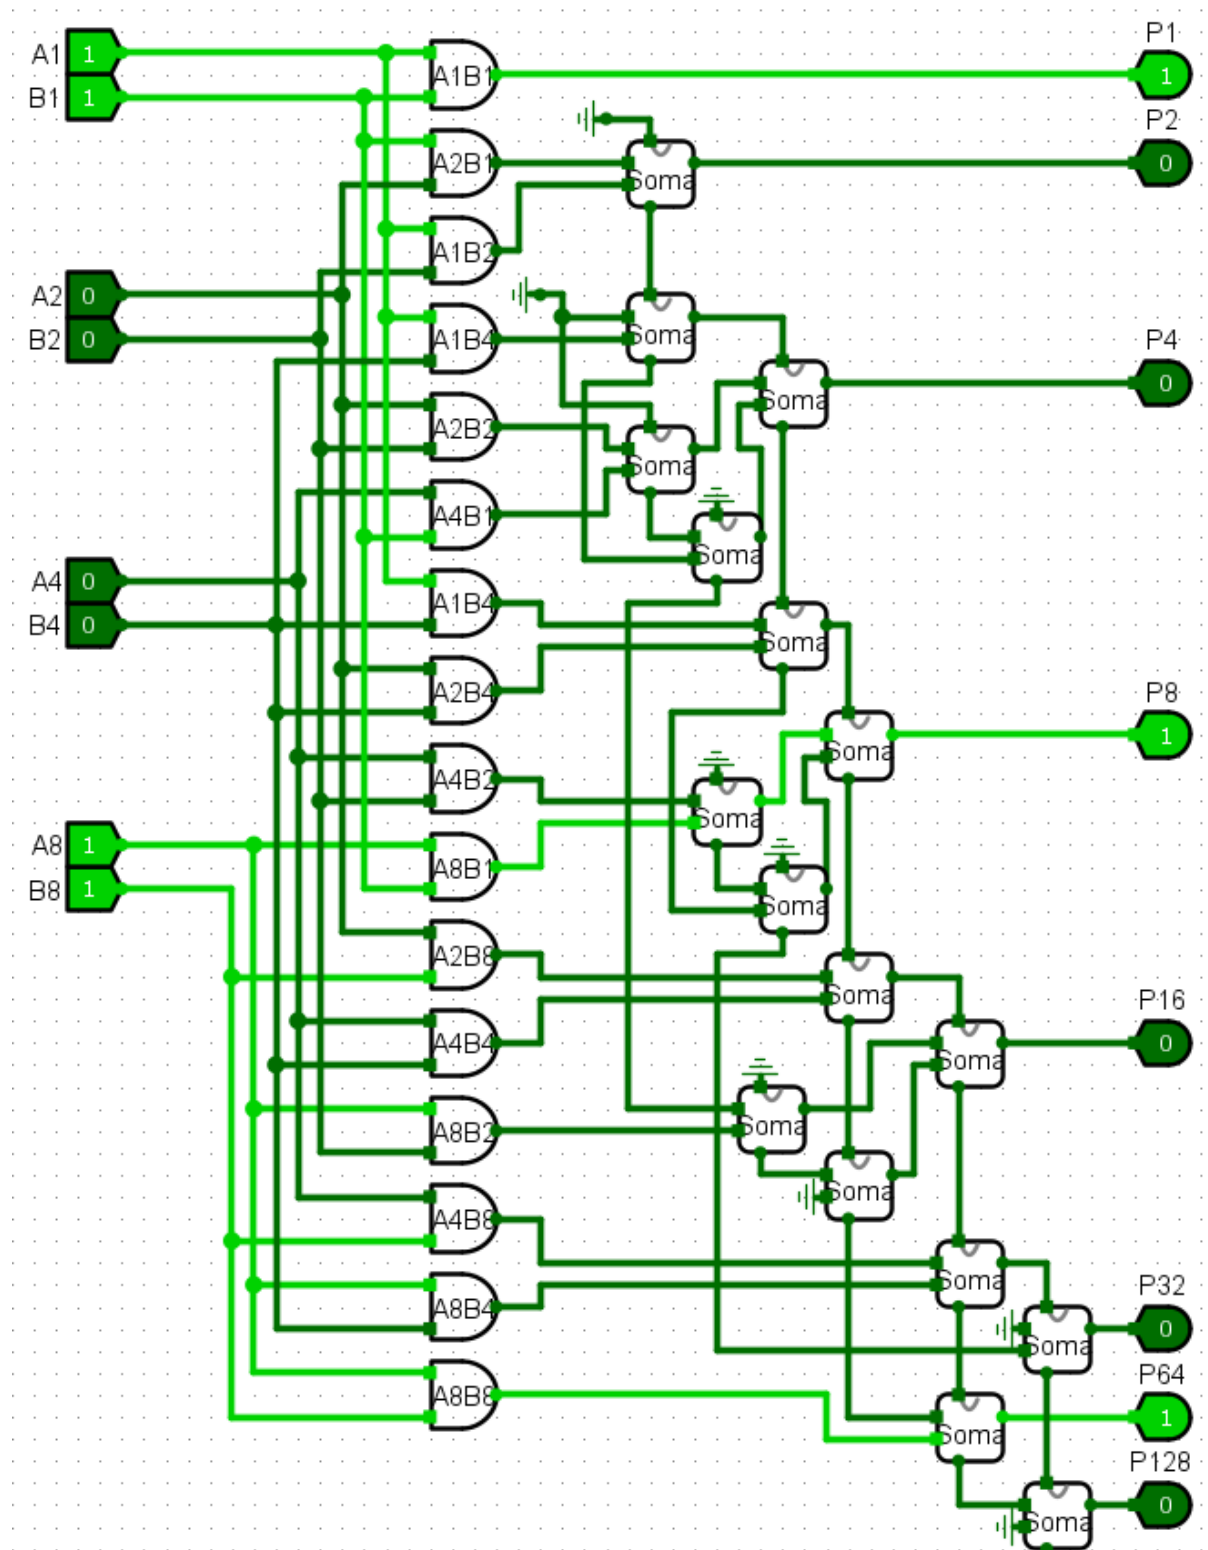 P1
A1 1 A1B1 1
B1 1
P2
A2B1 Soma 0
A1B2
A2 0
B2 0 A1B4 Soma P4
Soma 0
A2B2 Soma
A4B1 Soma
A4 0 A1B4
B4 0 Soma
A2B4 P8
Soma 1
A4B2 Soma
A8 1 A8B1
B8 1 Soma
A2B8 Soma
P16
A4B4 Soma 0
A8B2 Soma
Soma
A4B8
Soma P32
A8B4 Soma 0
P64
A8B8 Soma 1
P128
Soma 0